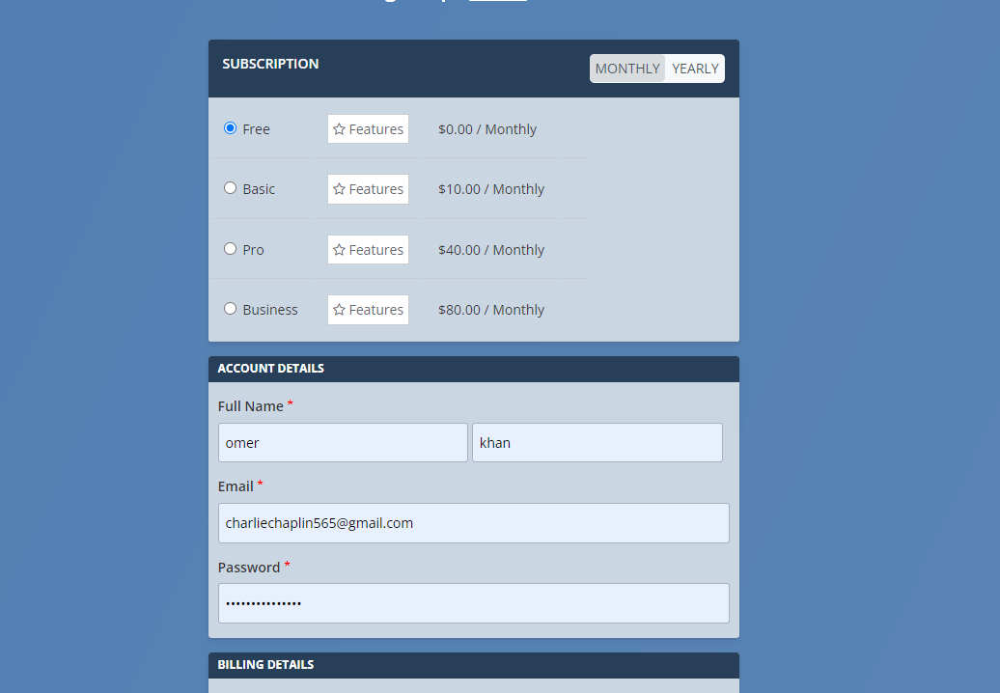 SUBSCRIPTION
MONTHLY YEARLY
Free Features $0.00 / Monthly
Basic Features $10.00 / Monthly
Pro Features $40.00 / Monthly
Business Features $80.00 / Monthly
ACCOUNT DETAILS
Full Name *
omer khan
Email *
charliechaplin565@gmail.com
Password *
•••••••••••••••
BILLING DETAILS